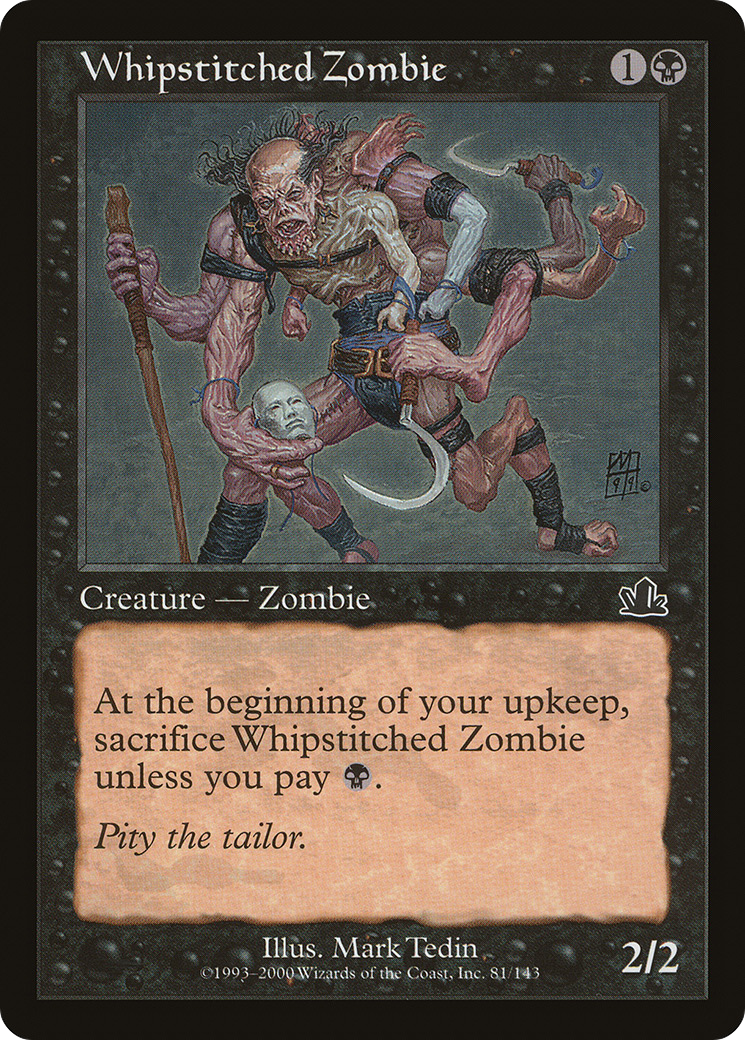 Whipstitched Zombie 1
Creature — Zombie
At the beginning of your upkeep,
sacrifice Whipstitched Zombie
unless you pay .
Pity the tailor.
Illus. Mark Tedin
©1993–2000 Wizards of the Coast, Inc. 81/143
2/2